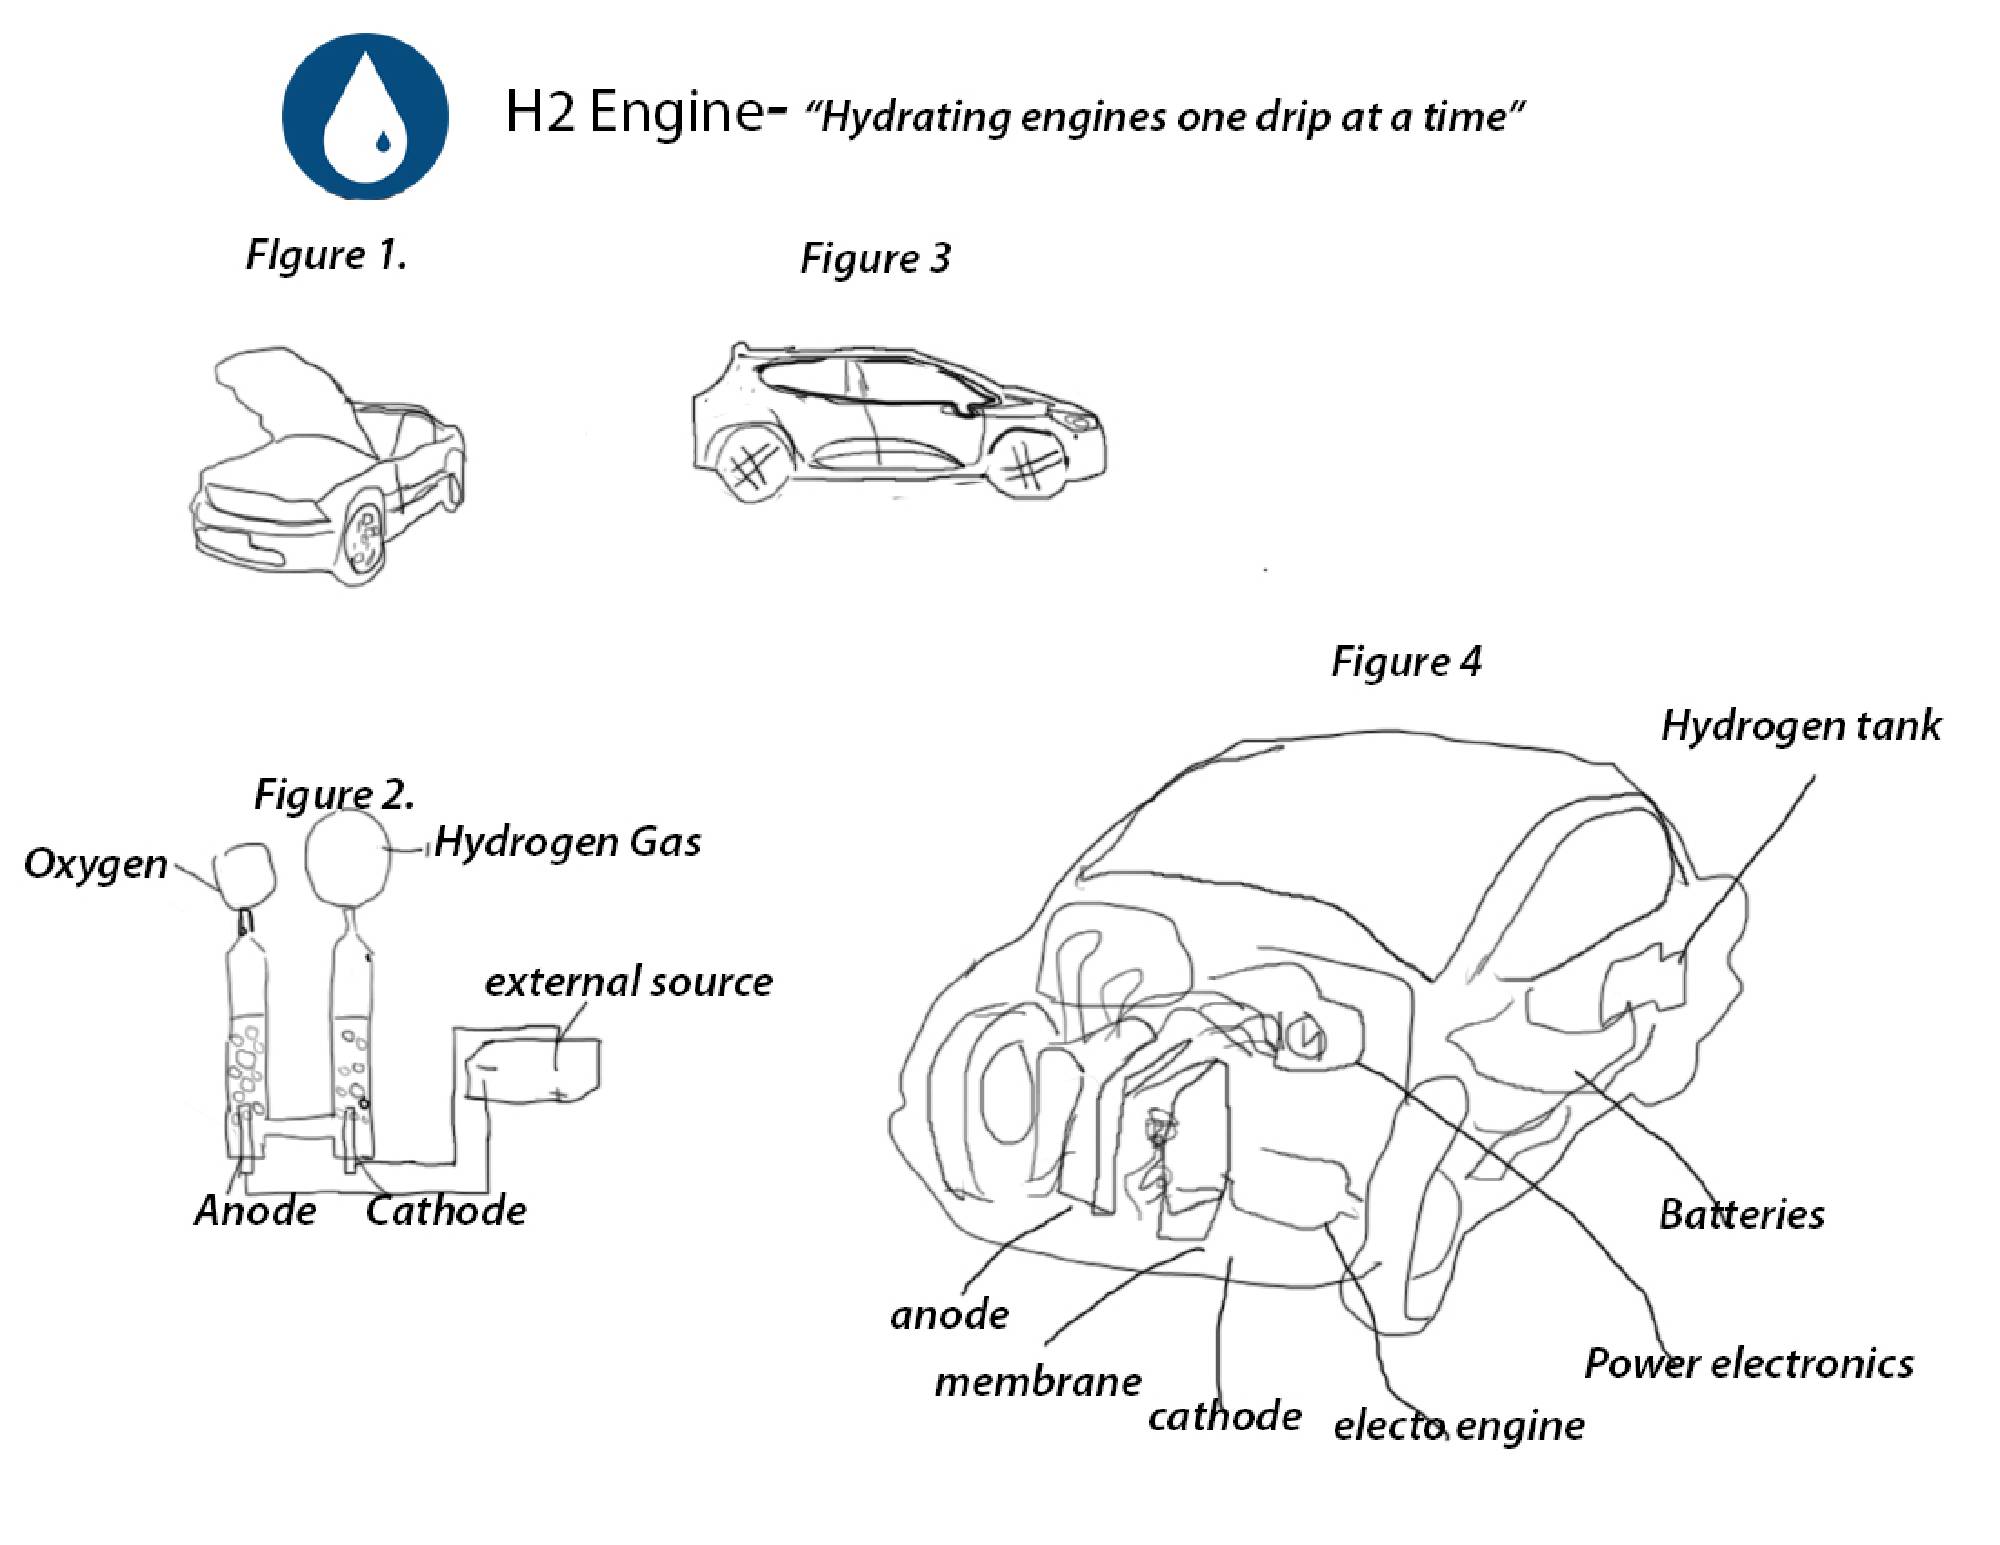 H2 Engine- “Hydrating engines one drip at a time”
FIgure 1.
Figure 3
Figure 4
Hydrogen tank
Figure 2.
Hydrogen Gas
Oxygen
external source
Anode
Cathode
Batteries
anode
Power electronics
membrane
cathode
electo engine